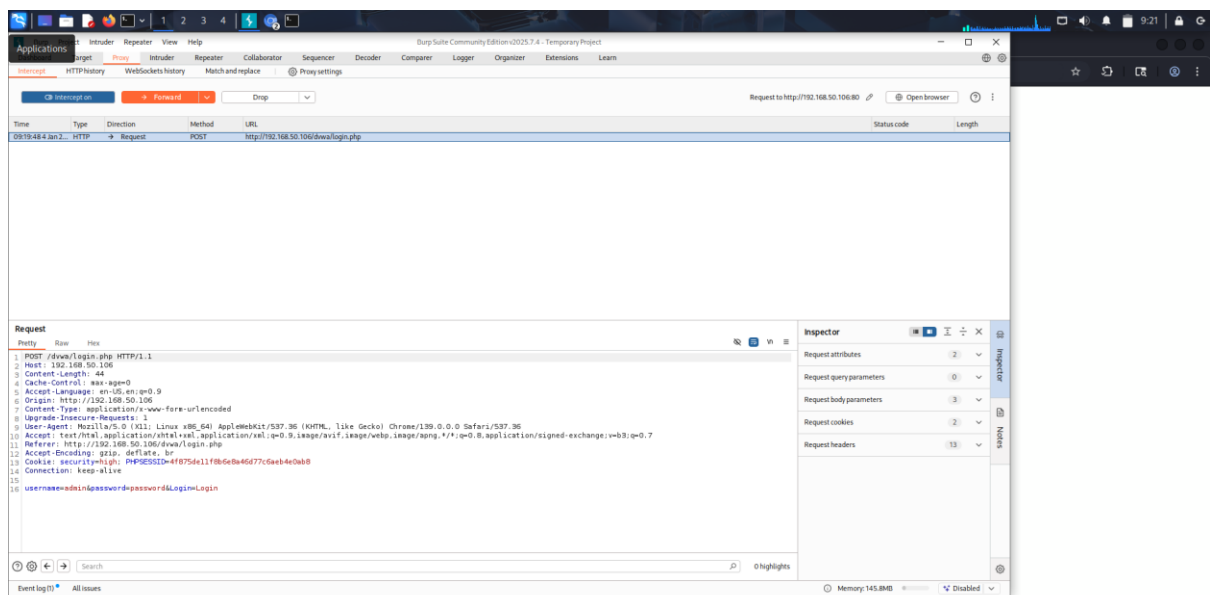 1 2 3 4 9:21
Applications
Intruder Repeater View Help Burp Suite Community Edition v2025.7.4 - Temporary Project
Target Proxy Intruder Repeater Collaborator Sequencer Decoder Comparer Logger Organizer Extensions Learn
Intercept HTTP history WebSockets history Match and replace Proxy settings
Intercept on Forward Drop Request to http://192.168.50.106:80 Open browser
Time Type Direction Method URL Status code Length
09:19:48 4 Jan 2... HTTP → Request POST http://192.168.50.106/dvwa/login.php
Request
Pretty Raw Hex
1 POST /dvwa/login.php HTTP/1.1
2 Host: 192.168.50.106
3 Content-Length: 44
4 Cache-Control: max-age=0
5 Accept-Language: en-US,en;q=0.9
6 Origin: http://192.168.50.106
7 Content-Type: application/x-www-form-urlencoded
8 Upgrade-Insecure-Requests: 1
9 User-Agent: Mozilla/5.0 (X11; Linux x86_64) AppleWebKit/537.36 (KHTML, like Gecko) Chrome/139.0.0.0 Safari/537.36
10 Accept: text/html,application/xhtml+xml,application/xml;q=0.9,image/avif,image/webp,image/apng,*/*;q=0.8,application/signed-exchange;v=b3;q=0.7
11 Referer: http://192.168.50.106/dvwa/login.php
12 Accept-Encoding: gzip, deflate, br
13 Cookie: security=high; PHPSESSID=4f875de11f8b6e8a46d77c6aeb4e0ab8
14 Connection: keep-alive
15
16 username=admin&password=password&Login=Login
Inspector
Request attributes 2
Request query parameters 0
Request body parameters 3
Request cookies 2
Request headers 13
Inspector
Notes
Search 0 highlights
Event log (1) All issues Memory: 145.8MB Disabled